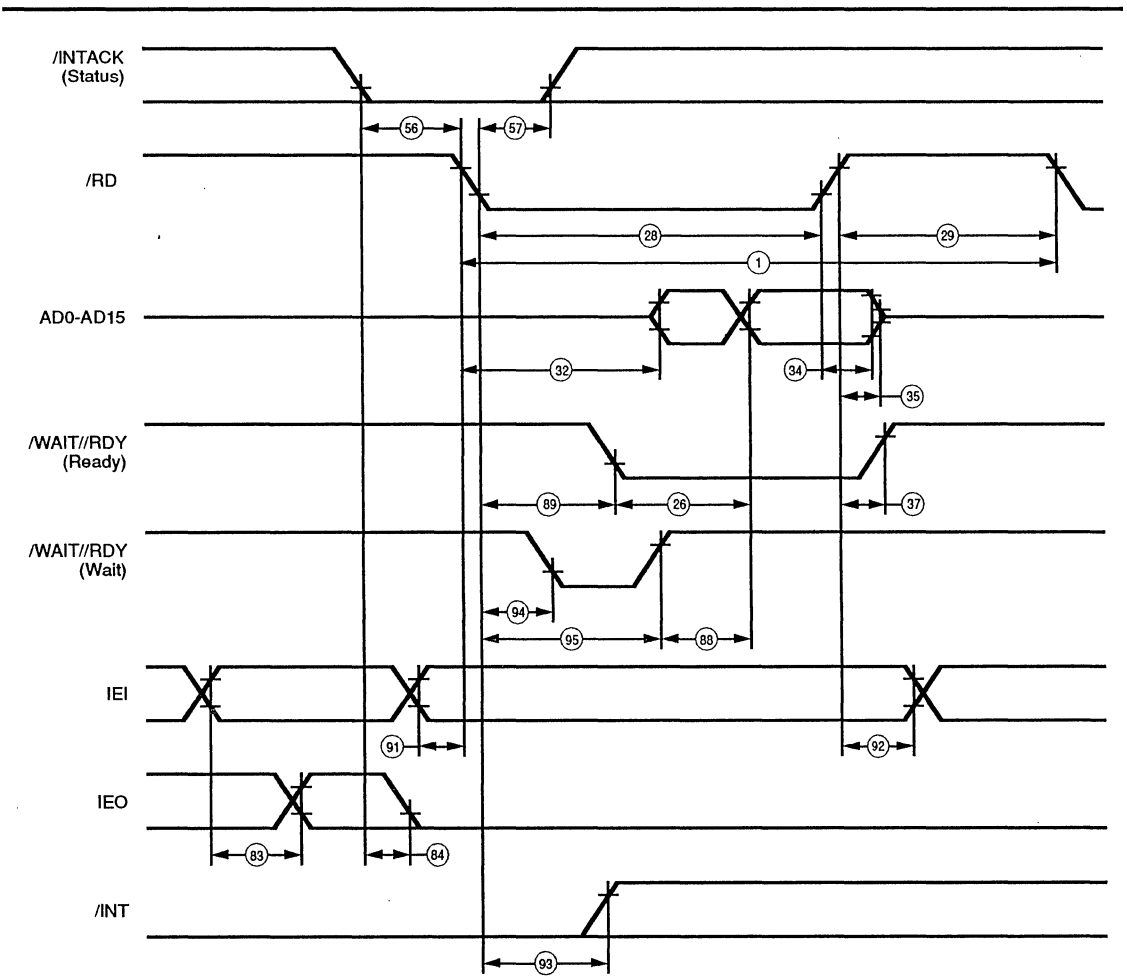 /INTACK
(Status)
56
57
/RD
28
29
1
AD0-AD15
32
34
35
/WAIT//RDY
(Ready)
89
26
37
/WAIT//RDY
(Wait)
94
95
88
IEI
91
92
IEO
83
84
/INT
93